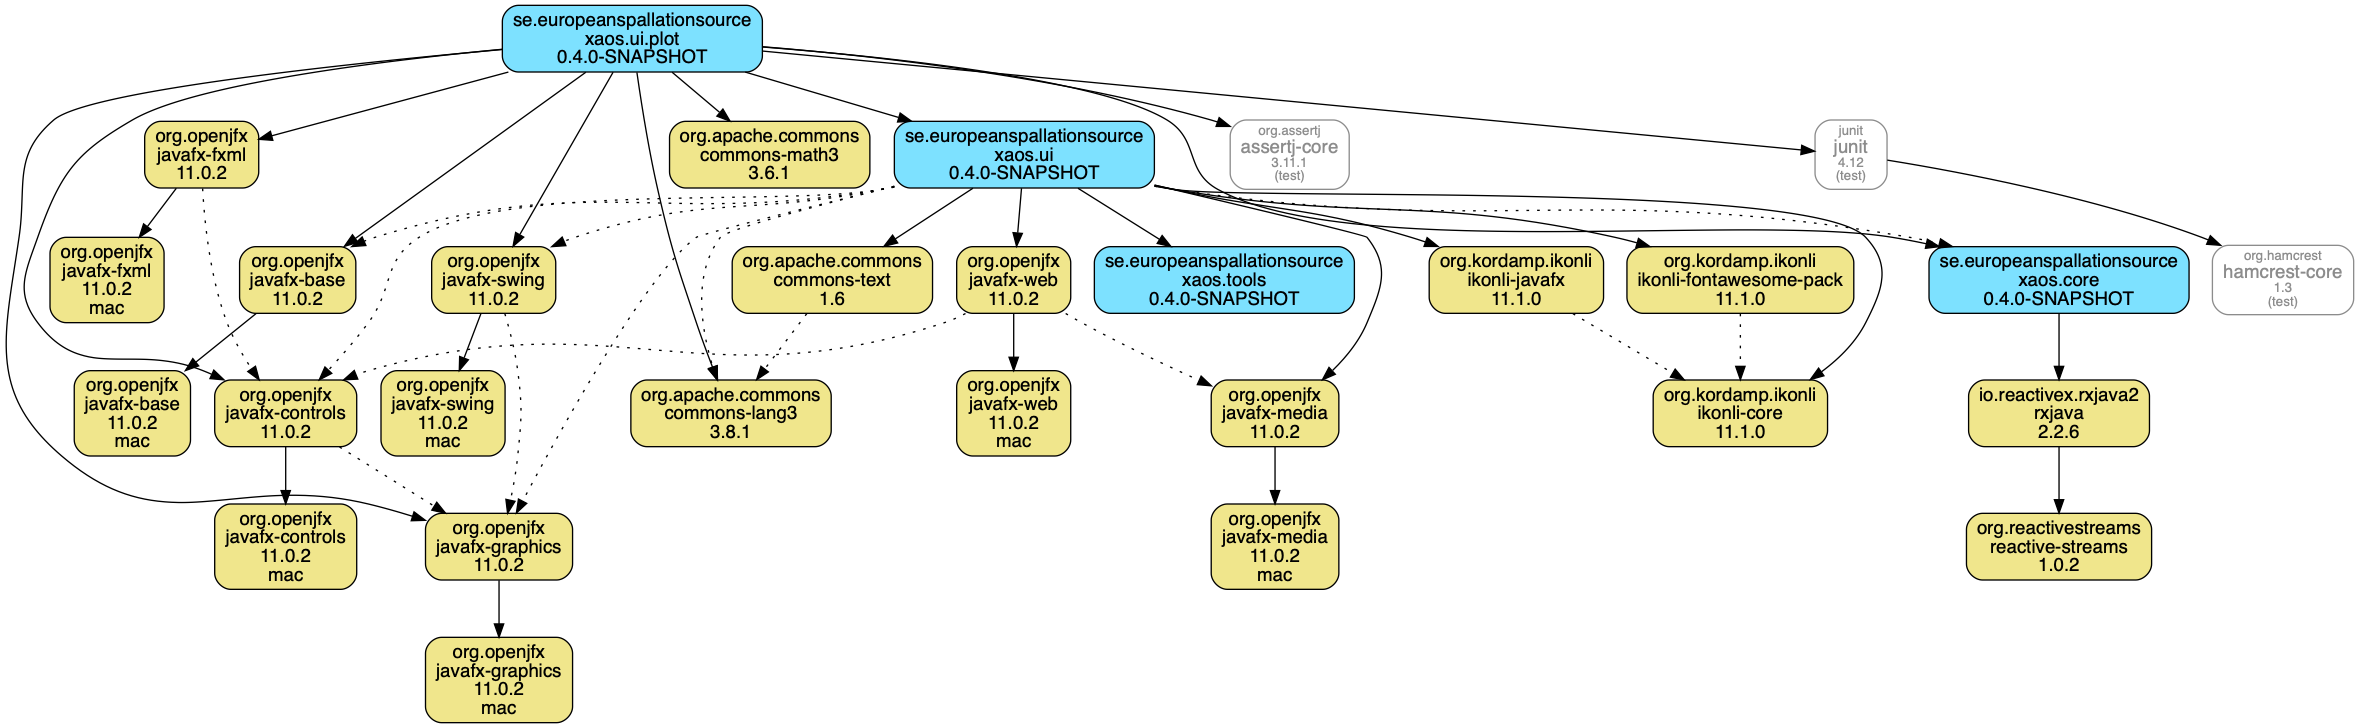 se.europeanspallationsource
xaos.ui.plot
0.4.0-SNAPSHOT
org.openjfx
javafx-fxml
11.0.2
org.apache.commons
commons-math3
3.6.1
se.europeanspallationsource
xaos.ui
0.4.0-SNAPSHOT
org.assertj
assertj-core
3.11.1
(test)
junit
junit
4.12
(test)
org.openjfx
javafx-fxml
11.0.2
mac
org.openjfx
javafx-base
11.0.2
org.openjfx
javafx-swing
11.0.2
org.apache.commons
commons-text
1.6
org.openjfx
javafx-web
11.0.2
se.europeanspallationsource
xaos.tools
0.4.0-SNAPSHOT
org.kordamp.ikonli
ikonli-javafx
11.1.0
org.kordamp.ikonli
ikonli-fontawesome-pack
11.1.0
se.europeanspallationsource
xaos.core
0.4.0-SNAPSHOT
org.hamcrest
hamcrest-core
1.3
(test)
org.openjfx
javafx-base
11.0.2
mac
org.openjfx
javafx-controls
11.0.2
org.openjfx
javafx-swing
11.0.2
mac
org.apache.commons
commons-lang3
3.8.1
org.openjfx
javafx-web
11.0.2
mac
org.openjfx
javafx-media
11.0.2
org.kordamp.ikonli
ikonli-core
11.1.0
io.reactivex.rxjava2
rxjava
2.2.6
org.openjfx
javafx-controls
11.0.2
mac
org.openjfx
javafx-graphics
11.0.2
org.openjfx
javafx-media
11.0.2
mac
org.reactivestreams
reactive-streams
1.0.2
org.openjfx
javafx-graphics
11.0.2
mac